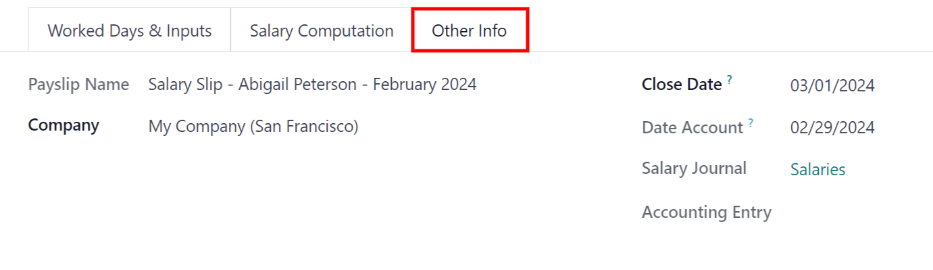 Worked Days & Inputs Salary Computation Other Info
Payslip Name Salary Slip - Abigail Peterson - February 2024 Close Date ? 03/01/2024
Company My Company (San Francisco) Date Account ? 02/29/2024
Salary Journal Salaries
Accounting Entry